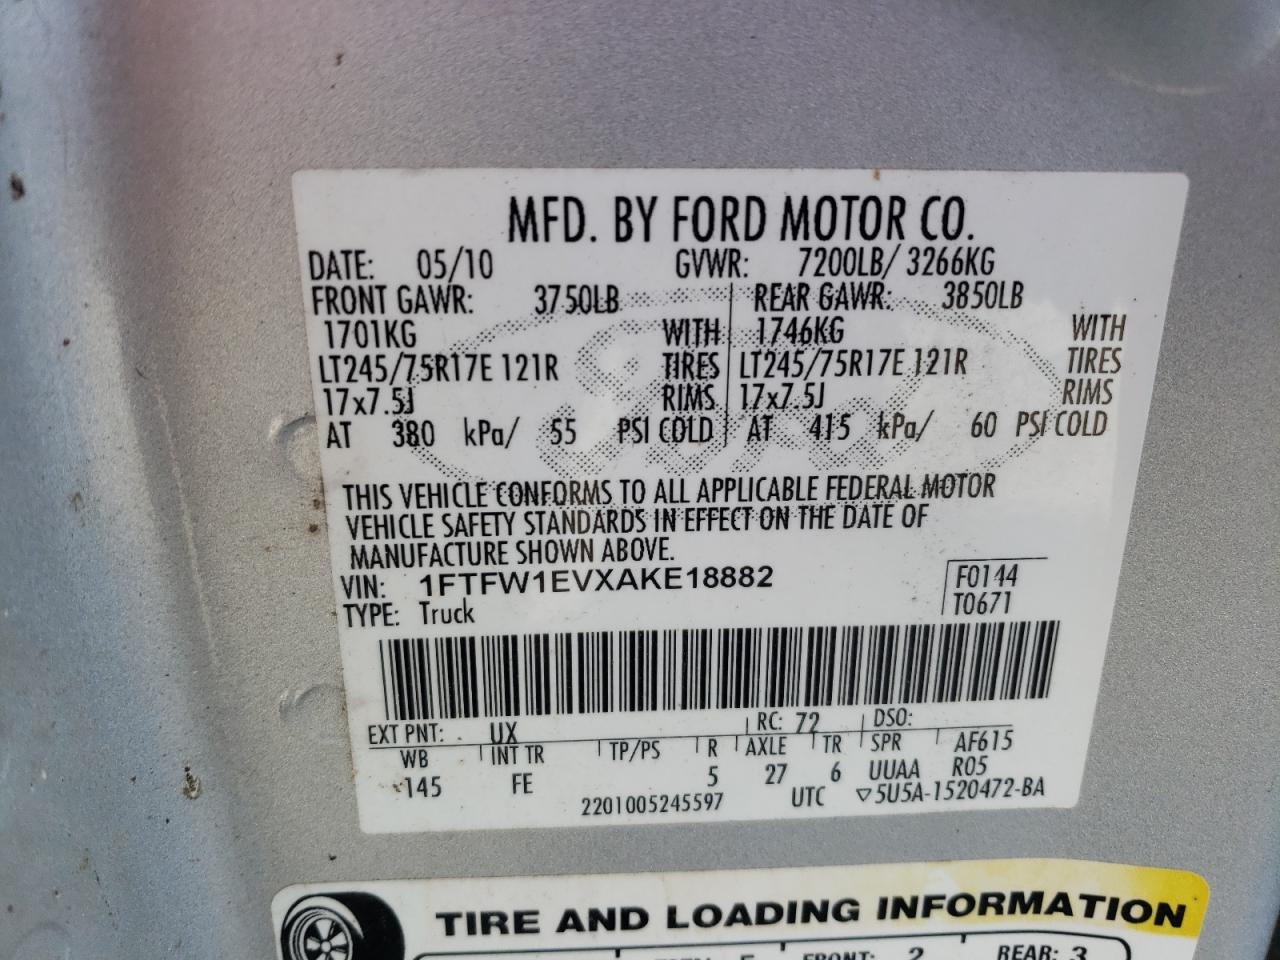 MFD. BY FORD MOTOR CO.
DATE: 05/10 GVWR: 7200LB/ 3266KG
FRONT GAWR: 3750LB REAR GAWR: 3850LB
1701KG WITH 1746KG WITH
LT245/75R17E 121R TIRES LT245/75R17E 121R TIRES
17x7.5J RIMS 17x7.5J RIMS
AT 380 kPa/ 55 PSI COLD AT 415 kPa/ 60 PSI COLD
THIS VEHICLE CONFORMS TO ALL APPLICABLE FEDERAL MOTOR
VEHICLE SAFETY STANDARDS IN EFFECT ON THE DATE OF
MANUFACTURE SHOWN ABOVE.
VIN: 1FTFW1EVXAKE18882 F0144
TYPE: Truck T0671
EXT PNT: UX RC: 72 DSO:
WB INT TR TP/PS R AXLE TR SPR AF615
145 FE 5 27 6 UUAA R05
2201005245597 UTC ▽5U5A-1520472-BA
TIRE AND LOADING INFORMATION
FRONT: 2 REAR: 3